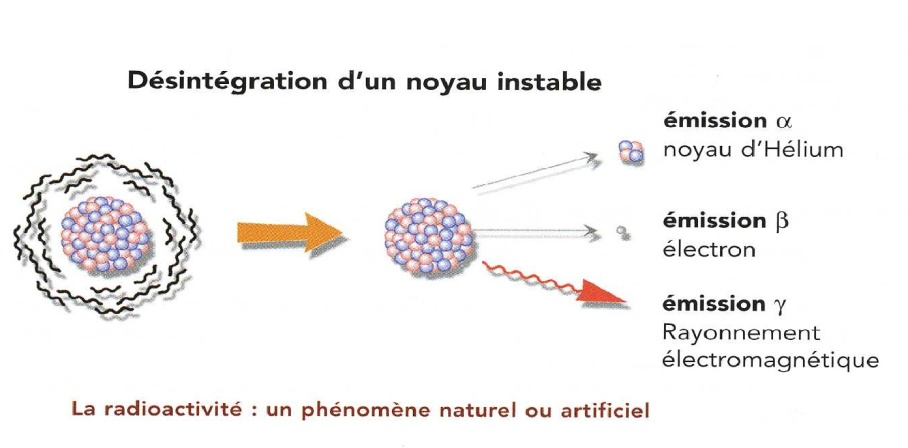 Désintégration d'un noyau instable
émission α
noyau d'Hélium
émission β
électron
émission γ
Rayonnement
électromagnétique
La radioactivité : un phénomène naturel ou artificiel